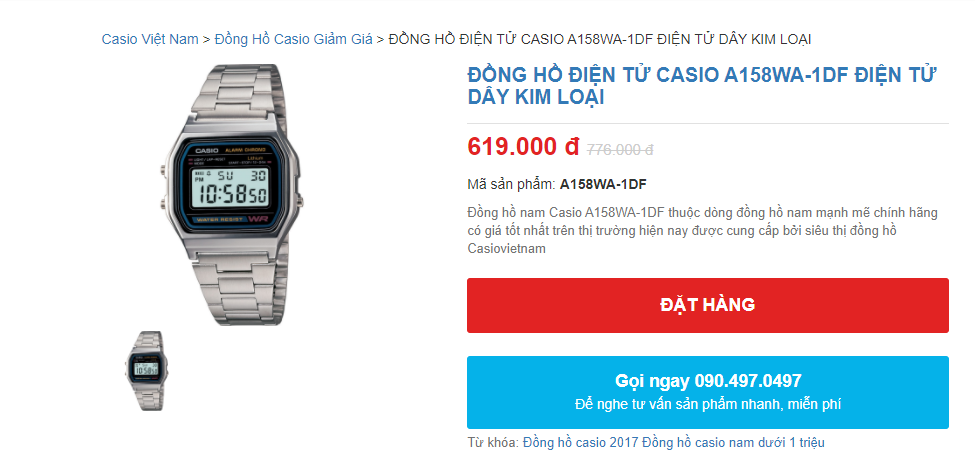 Casio Việt Nam > Đồng Hồ Casio Giảm Giá > ĐỒNG HỒ ĐIỆN TỬ CASIO A158WA-1DF ĐIỆN TỬ DÂY KIM LOẠI
ĐỒNG HỒ ĐIỆN TỬ CASIO A158WA-1DF ĐIỆN TỬ
DÂY KIM LOẠI
619.000 đ 776.000 đ
Mã sản phẩm: A158WA-1DF
Đồng hồ nam Casio A158WA-1DF thuộc dòng đồng hồ nam mạnh mẽ chính hãng
có giá tốt nhất trên thị trường hiện nay được cung cấp bởi siêu thị đồng hồ
Casiovietnam
ĐẶT HÀNG
Gọi ngay 090.497.0497
Để nghe tư vấn sản phẩm nhanh, miễn phí
Từ khóa: Đồng hồ casio 2017 Đồng hồ casio nam dưới 1 triệu
CASIO ALARM CHRONO
Lithium
SU 30
PM 10:58 50
WATER RESIST WR